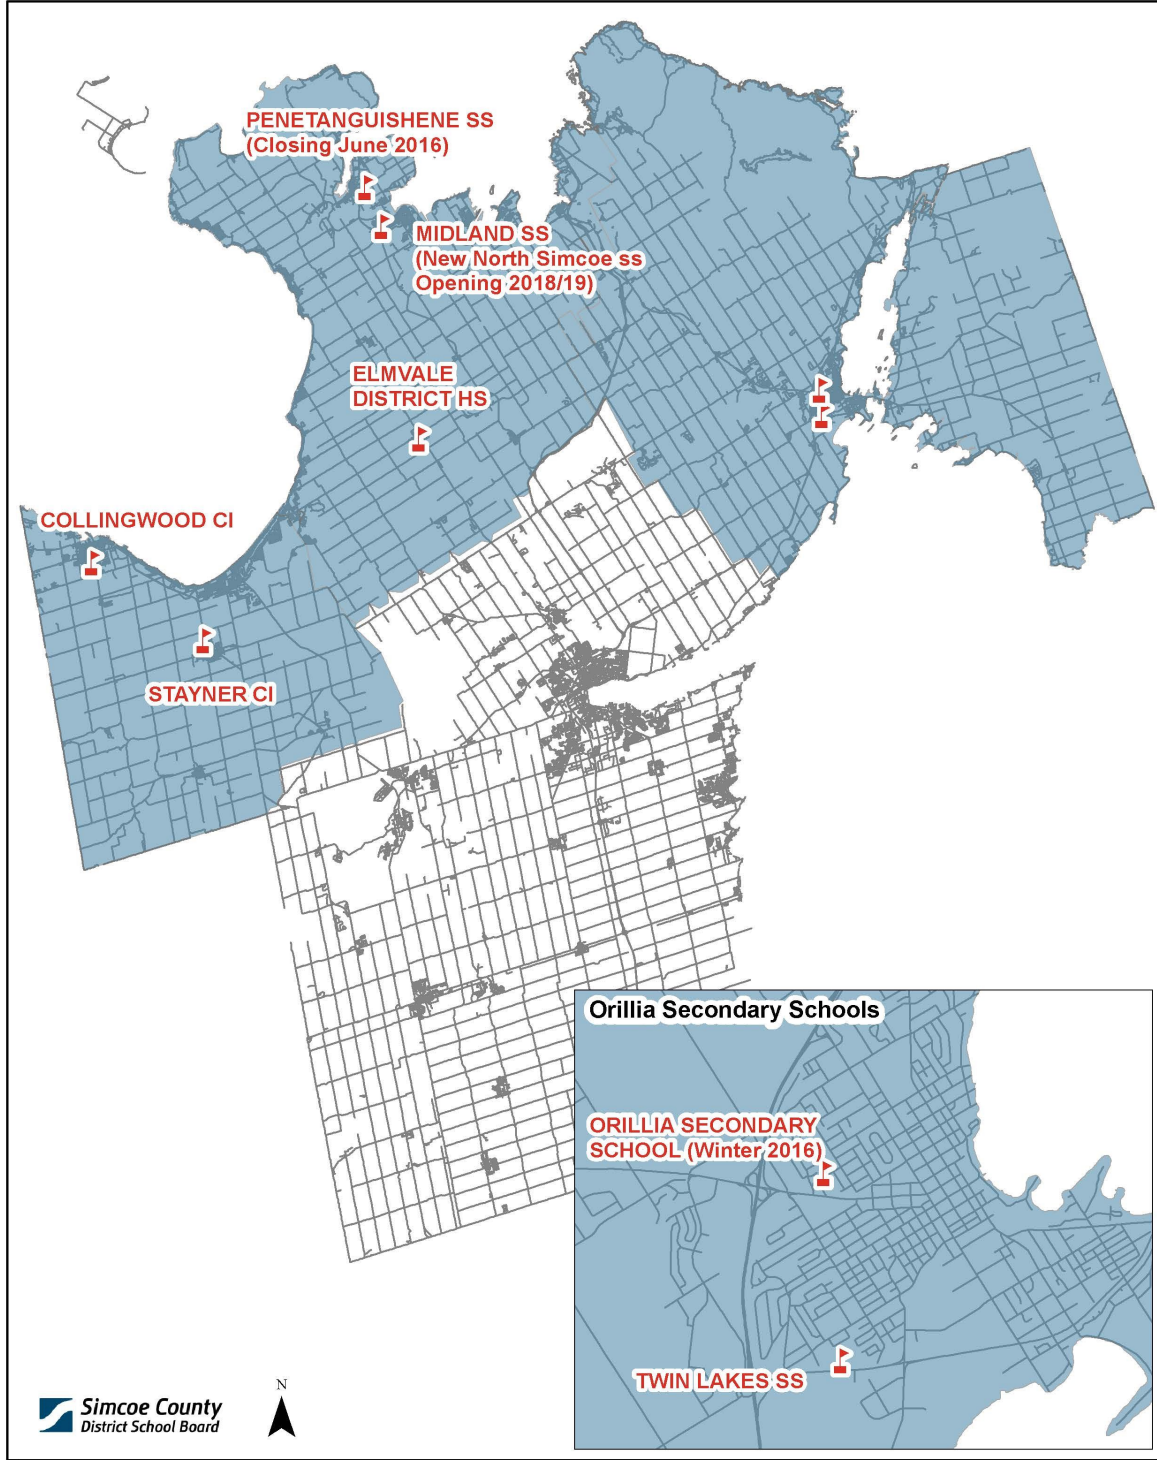 PENETANGUISHENE SS
(Closing June 2016)
MIDLAND SS
(New North Simcoe ss
Opening 2018/19)
ELMVALE
DISTRICT HS
COLLINGWOOD CI
STAYNER CI
Orillia Secondary Schools
ORILLIA SECONDARY
SCHOOL (Winter 2016)
TWIN LAKES SS
Simcoe County
District School Board
N